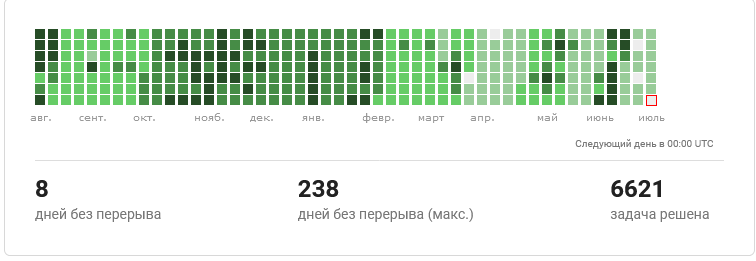 авг. сент. окт. нояб. дек. янв. февр. март апр. май июнь июль
Следующий день в 00:00 UTC
8 238 6621
дней без перерыва дней без перерыва (макс.) задача решена